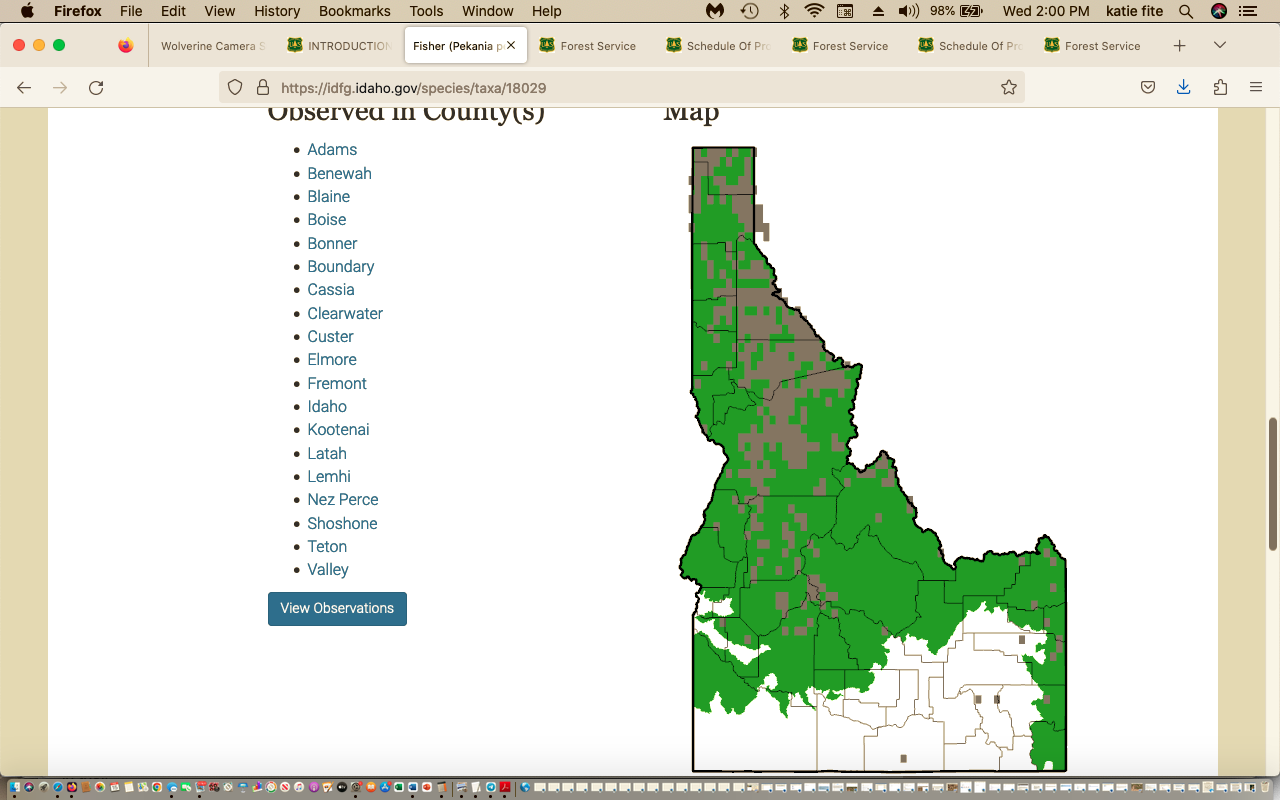 Firefox File Edit View History Bookmarks Tools Window Help 98% Wed 2:00 PM katie fite
Wolverine Camera S INTRODUCTION Fisher (Pekania p Forest Service Schedule Of Pro Forest Service Schedule Of Pro Forest Service
https://idfg.idaho.gov/species/taxa/18029
Observed in County(s) Map
Adams
Benewah
Blaine
Boise
Bonner
Boundary
Cassia
Clearwater
Custer
Elmore
Fremont
Idaho
Kootenai
Latah
Lemhi
Nez Perce
Shoshone
Teton
Valley
View Observations